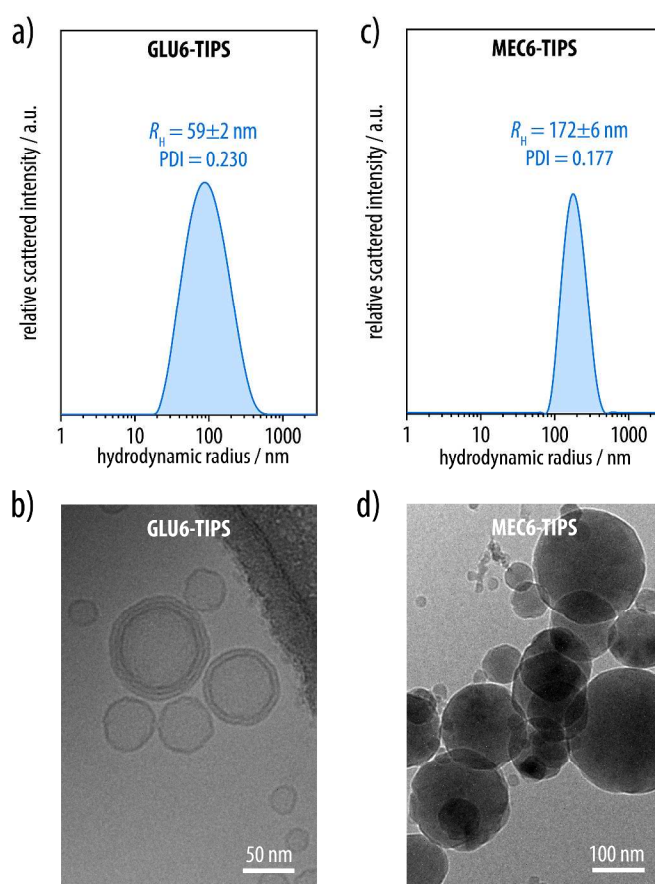 a)
GLU6-TIPS
R_H = 59±2 nm
PDI = 0.230
relative scattered intensity / a.u.
1 10 100 1000
hydrodynamic radius / nm
c)
MEC6-TIPS
R_H = 172±6 nm
PDI = 0.177
relative scattered intensity / a.u.
1 10 100 1000
hydrodynamic radius / nm
b)
GLU6-TIPS
50 nm
d)
MEC6-TIPS
100 nm